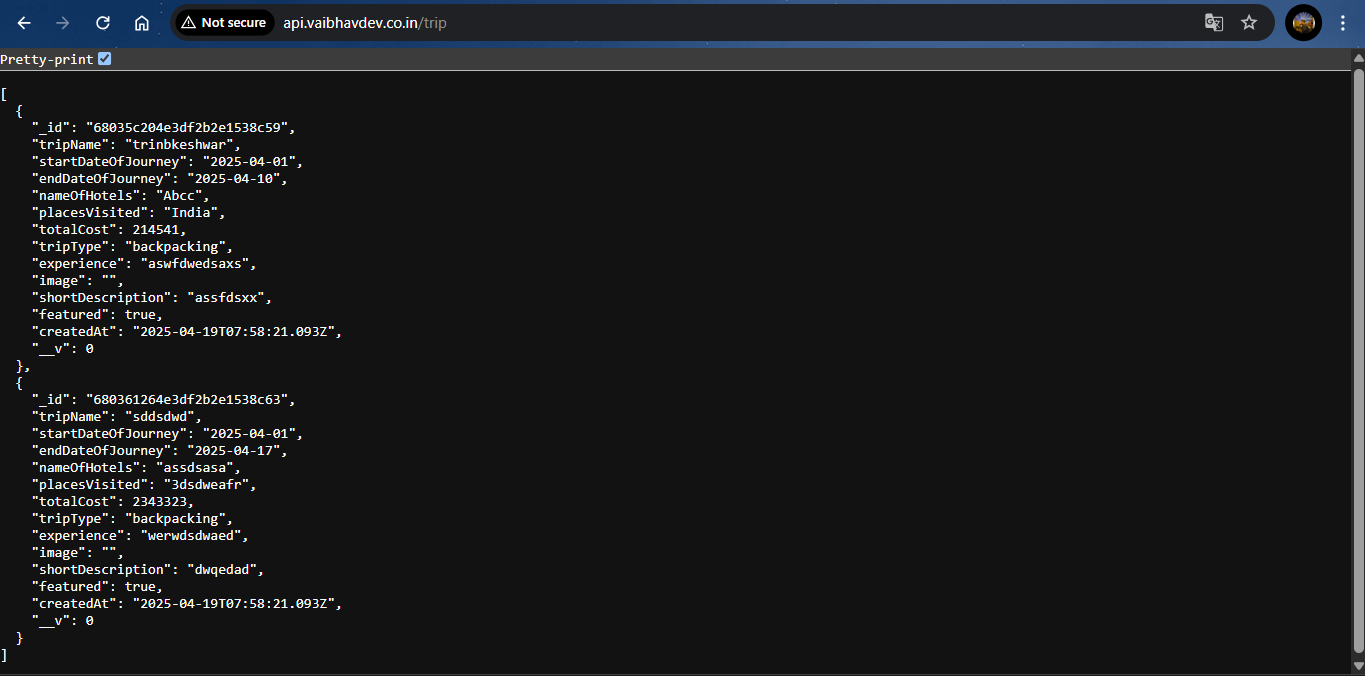 Not secure api.vaibhavdev.co.in/trip
Pretty-print
[
  {
    "_id": "68035c204e3df2b2e1538c59",
    "tripName": "trinbkeshwar",
    "startDateOfJourney": "2025-04-01",
    "endDateOfJourney": "2025-04-10",
    "nameOfHotels": "Abcc",
    "placesVisited": "India",
    "totalCost": 214541,
    "tripType": "backpacking",
    "experience": "aswfdwedsaxs",
    "image": "",
    "shortDescription": "assfdsxx",
    "featured": true,
    "createdAt": "2025-04-19T07:58:21.093Z",
    "__v": 0
  },
  {
    "_id": "680361264e3df2b2e1538c63",
    "tripName": "sddsdwd",
    "startDateOfJourney": "2025-04-01",
    "endDateOfJourney": "2025-04-17",
    "nameOfHotels": "assdsasa",
    "placesVisited": "3dsdweafr",
    "totalCost": 2343323,
    "tripType": "backpacking",
    "experience": "werwdsdwaed",
    "image": "",
    "shortDescription": "dwqedad",
    "featured": true,
    "createdAt": "2025-04-19T07:58:21.093Z",
    "__v": 0
  }
]